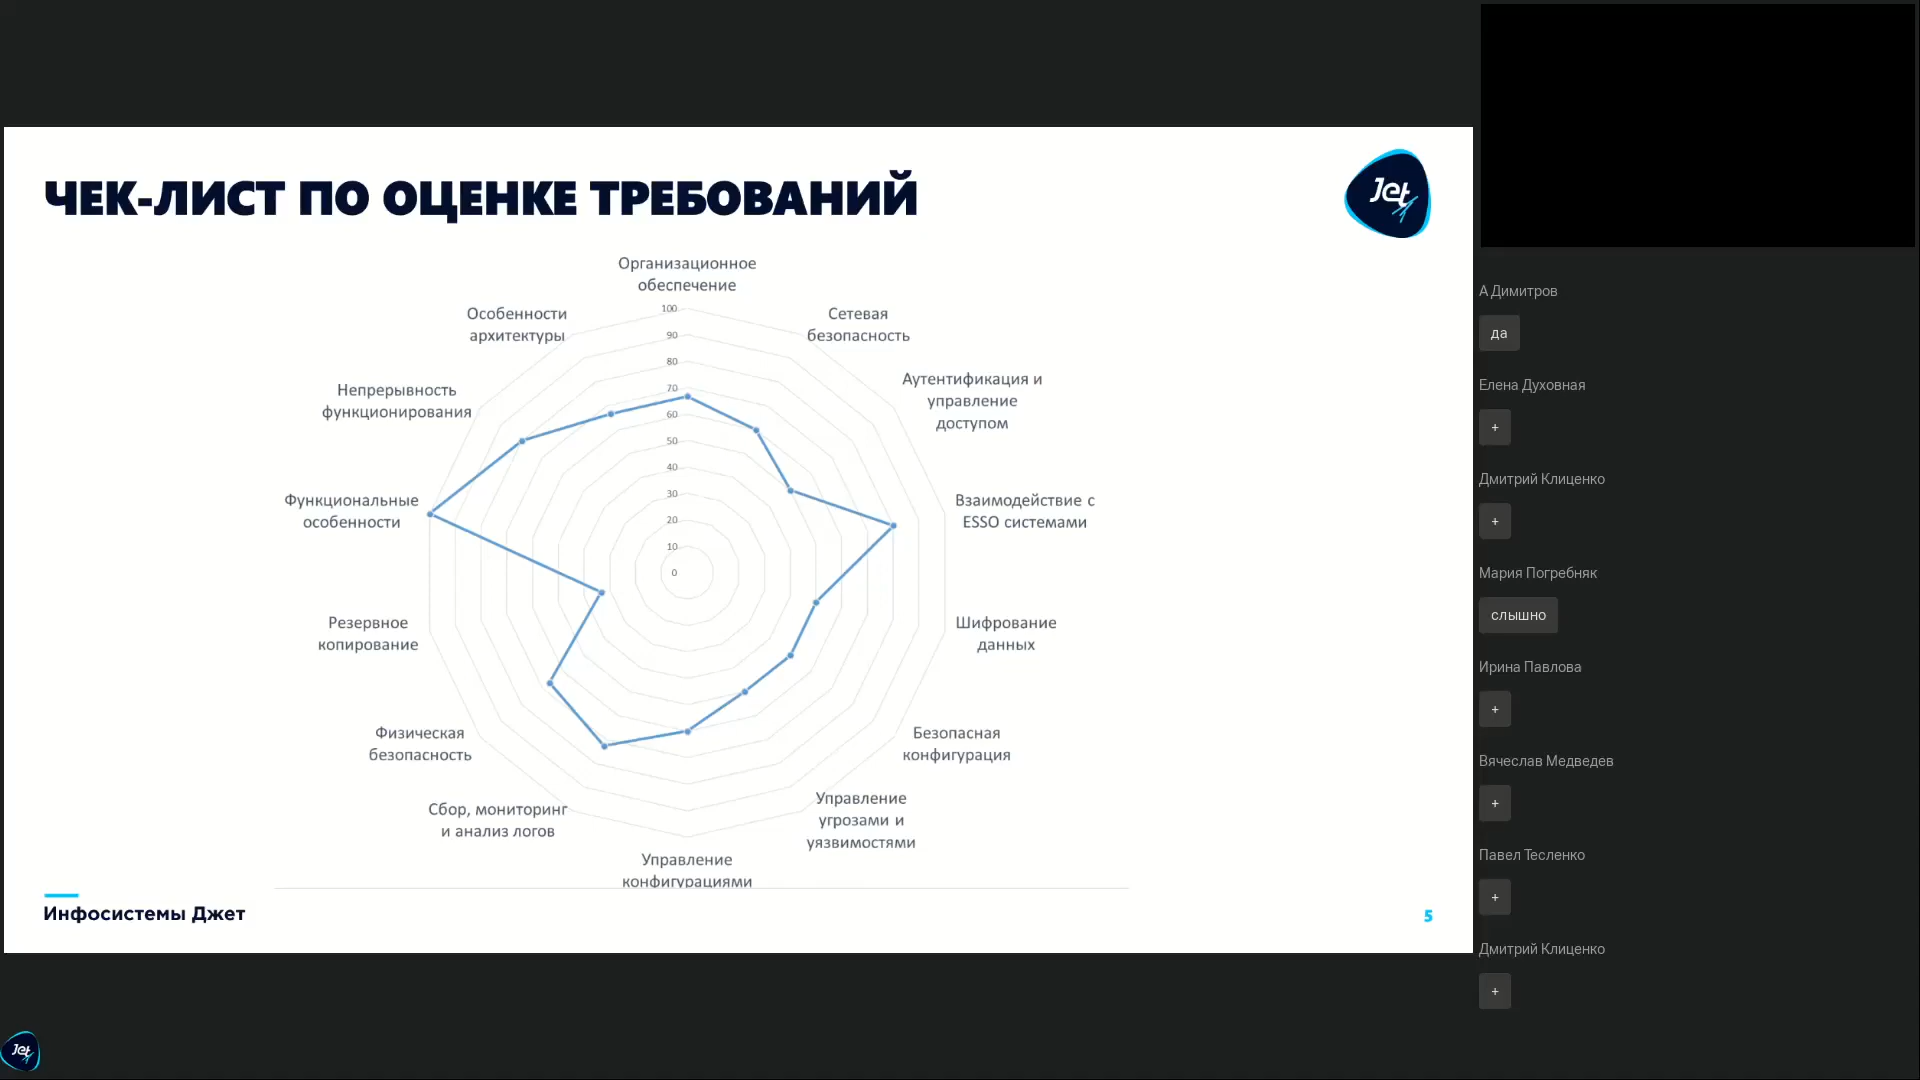 ЧЕК-ЛИСТ ПО ОЦЕНКЕ ТРЕБОВАНИЙ
Jet
Организационное
обеспечение
Сетевая
безопасность
Аутентификация и
управление
доступом
Взаимодействие с
ESSO системами
Шифрование
данных
Безопасная
конфигурация
Управление
угрозами и
уязвимостями
Управление
конфигурациями
Сбор, мониторинг
и анализ логов
Физическая
безопасность
Резервное
копирование
Функциональные
особенности
Непрерывность
функционирования
Особенности
архитектуры
100
90
80
70
60
50
40
30
20
10
0
Инфосистемы Джет
5
А Димитров
да
Елена Духовная
+
Дмитрий Клиценко
+
Мария Погребняк
слышно
Ирина Павлова
+
Вячеслав Медведев
+
Павел Тесленко
+
Дмитрий Клиценко
+
Jet